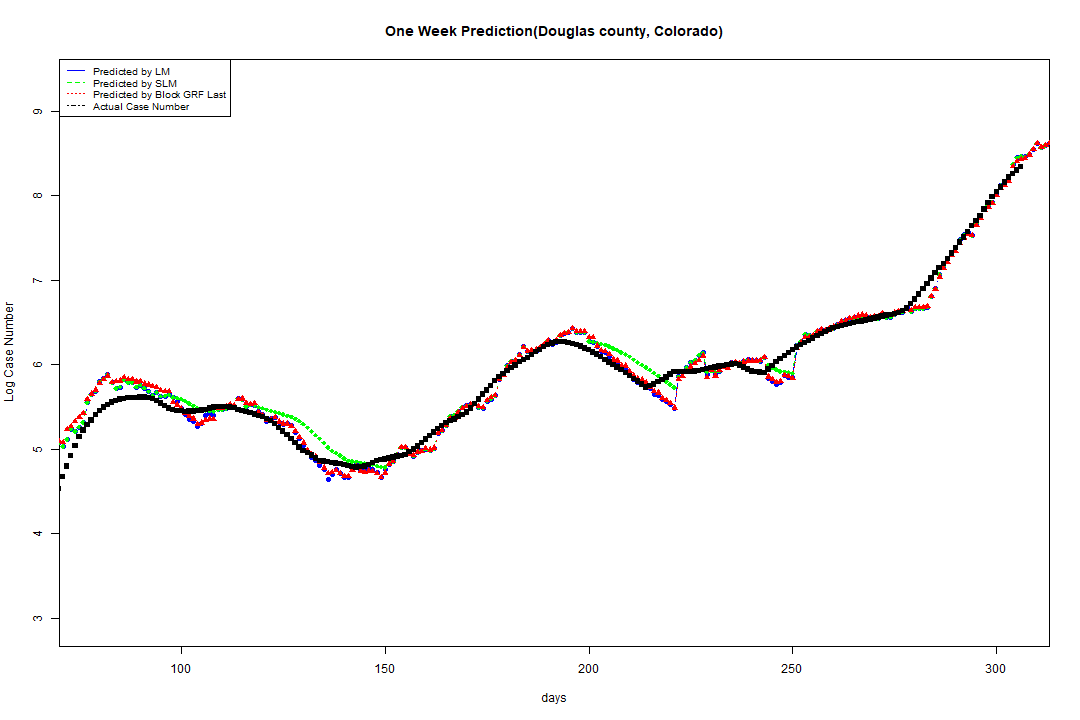 One Week Prediction(Douglas county, Colorado)
Predicted by LM
Predicted by SLM
Predicted by Block GRF Last
Actual Case Number
9
8
7
6
5
4
3
Log Case Number
100 150 200 250 300
days